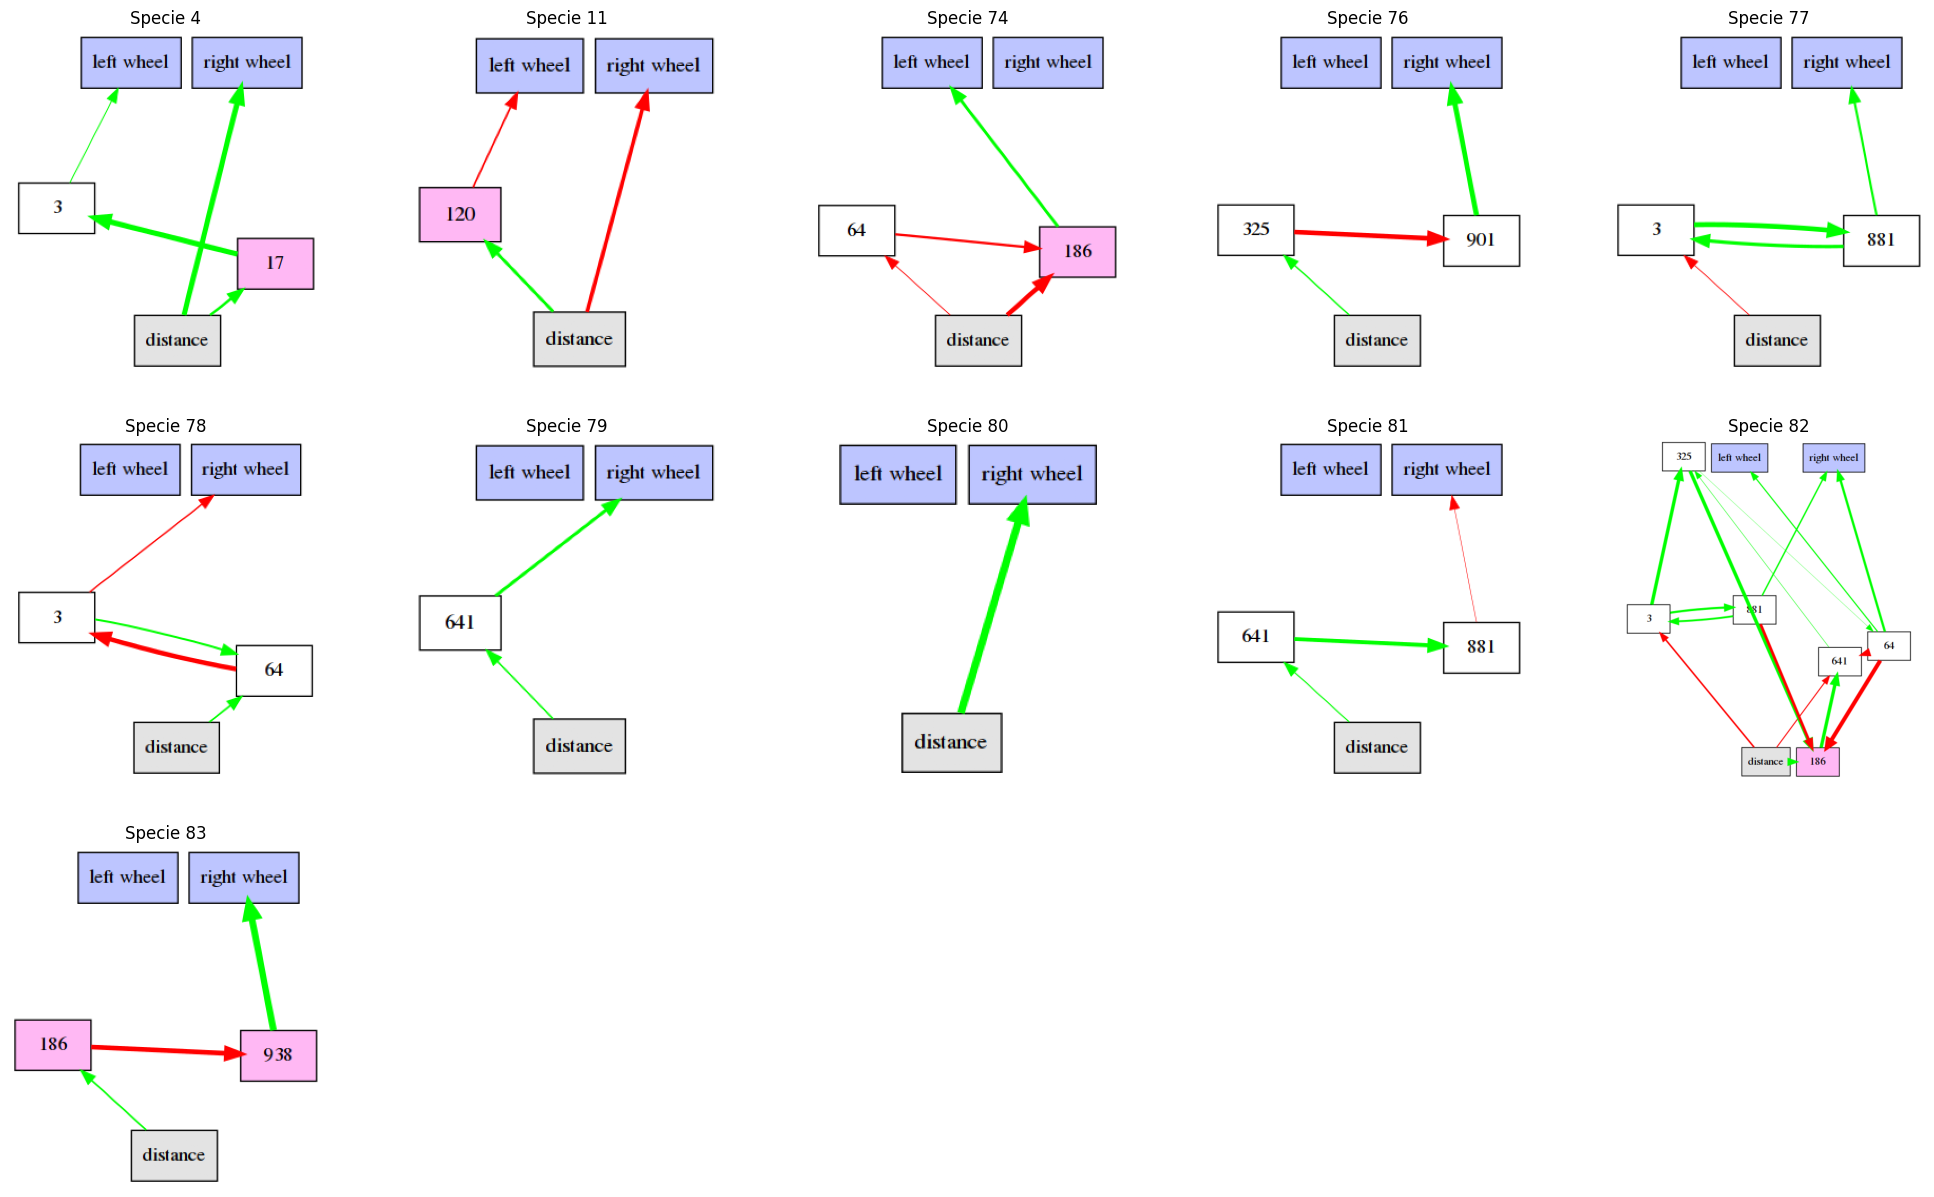 Specie 4
left wheel
right wheel
3
17
distance
Specie 11
left wheel
right wheel
120
distance
Specie 74
left wheel
right wheel
64
186
distance
Specie 76
left wheel
right wheel
325
901
distance
Specie 77
left wheel
right wheel
3
881
distance
Specie 78
left wheel
right wheel
3
64
distance
Specie 79
left wheel
right wheel
641
distance
Specie 80
left wheel
right wheel
distance
Specie 81
left wheel
right wheel
641
881
distance
Specie 82
325
left wheel
right wheel
3
881
64
641
distance
186
Specie 83
left wheel
right wheel
186
938
distance